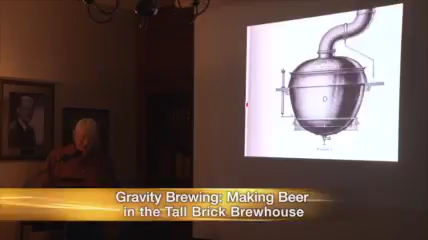 D
Gravity Brewing: Making Beer
in the Tall Brick Brewhouse